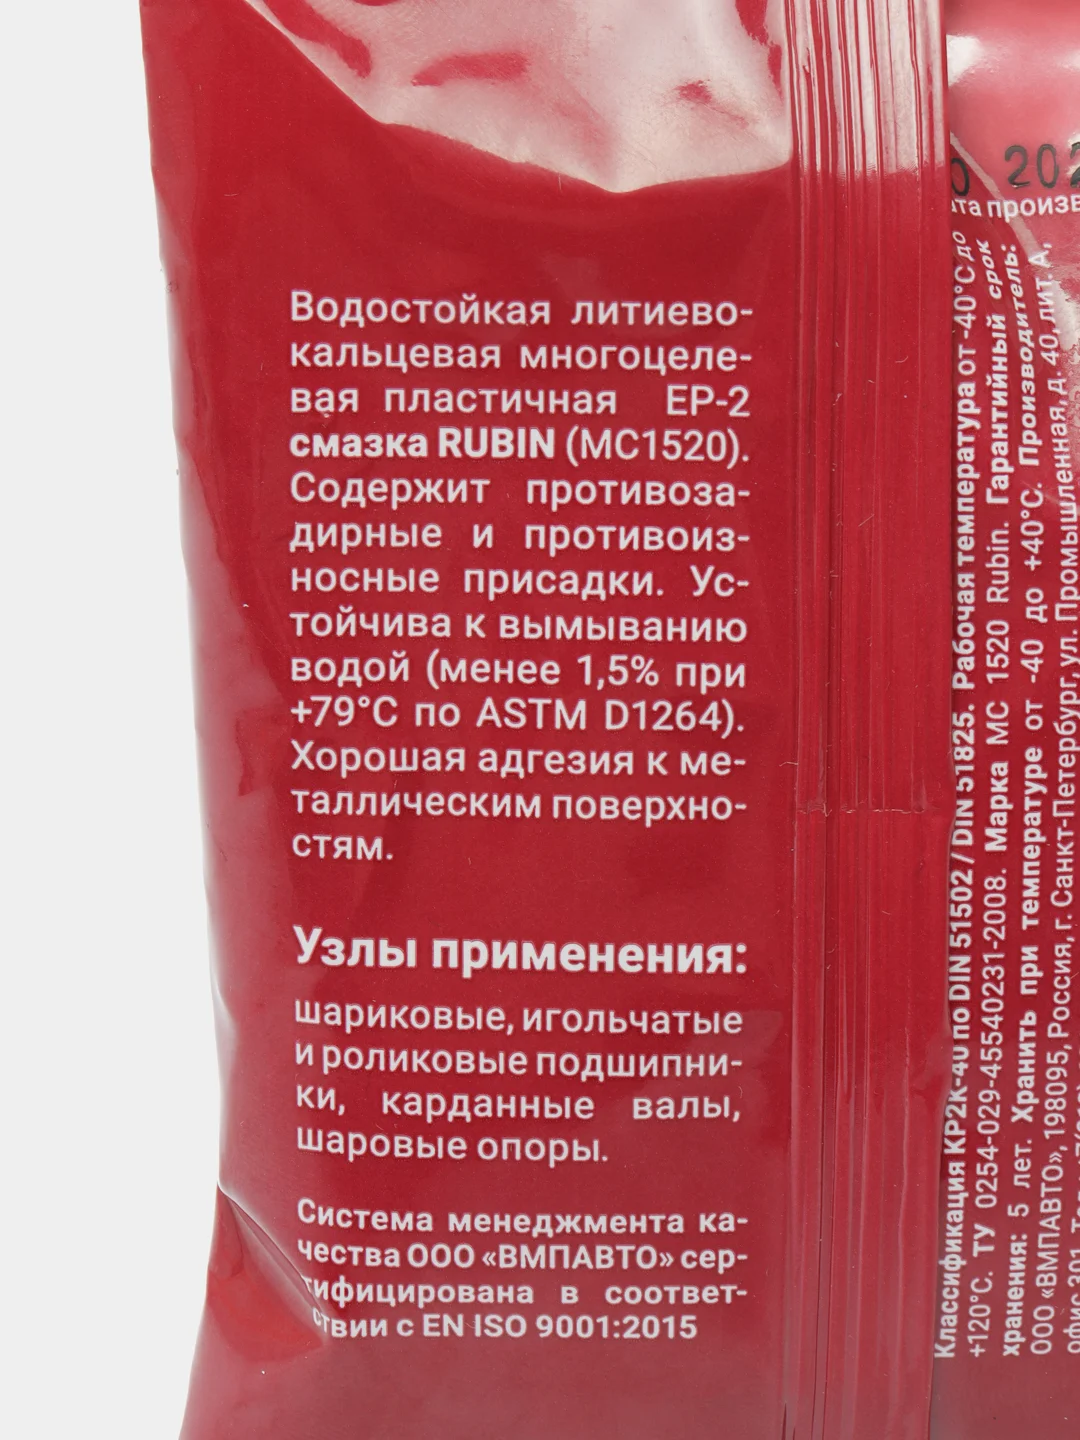 Водостойкая литиево-
кальцевая многоцеле-
вая пластичная EP-2
смазка RUBIN (МС1520).
Содержит противоза-
дирные и противоиз-
носные присадки. Ус-
тойчива к вымыванию
водой (менее 1,5% при
+79°С по ASTM D1264).
Хорошая адгезия к ме-
таллическим поверхно-
стям.
Узлы применения:
шариковые, игольчатые
и роликовые подшипни-
ки, карданные валы,
шаровые опоры.
Система менеджмента ка-
чества ООО «ВМПАВТО» сер-
тифицирована в соответ-
ствии с EN ISO 9001:2015
Классификация KP2K-40 по DIN 51502 / DIN 51825. Рабочая температура от -40°С до
+120°С. ТУ 0254-029-45540231-2008. Марка МС 1520 Rubin. Гарантийный срок
хранения: 5 лет. Хранить при температуре от -40 до +40°С. Производитель:
ООО «ВМПАВТО», 198095, Россия, г. Санкт-Петербург, ул. Промышленная, д. 40, лит. А,
офис 301